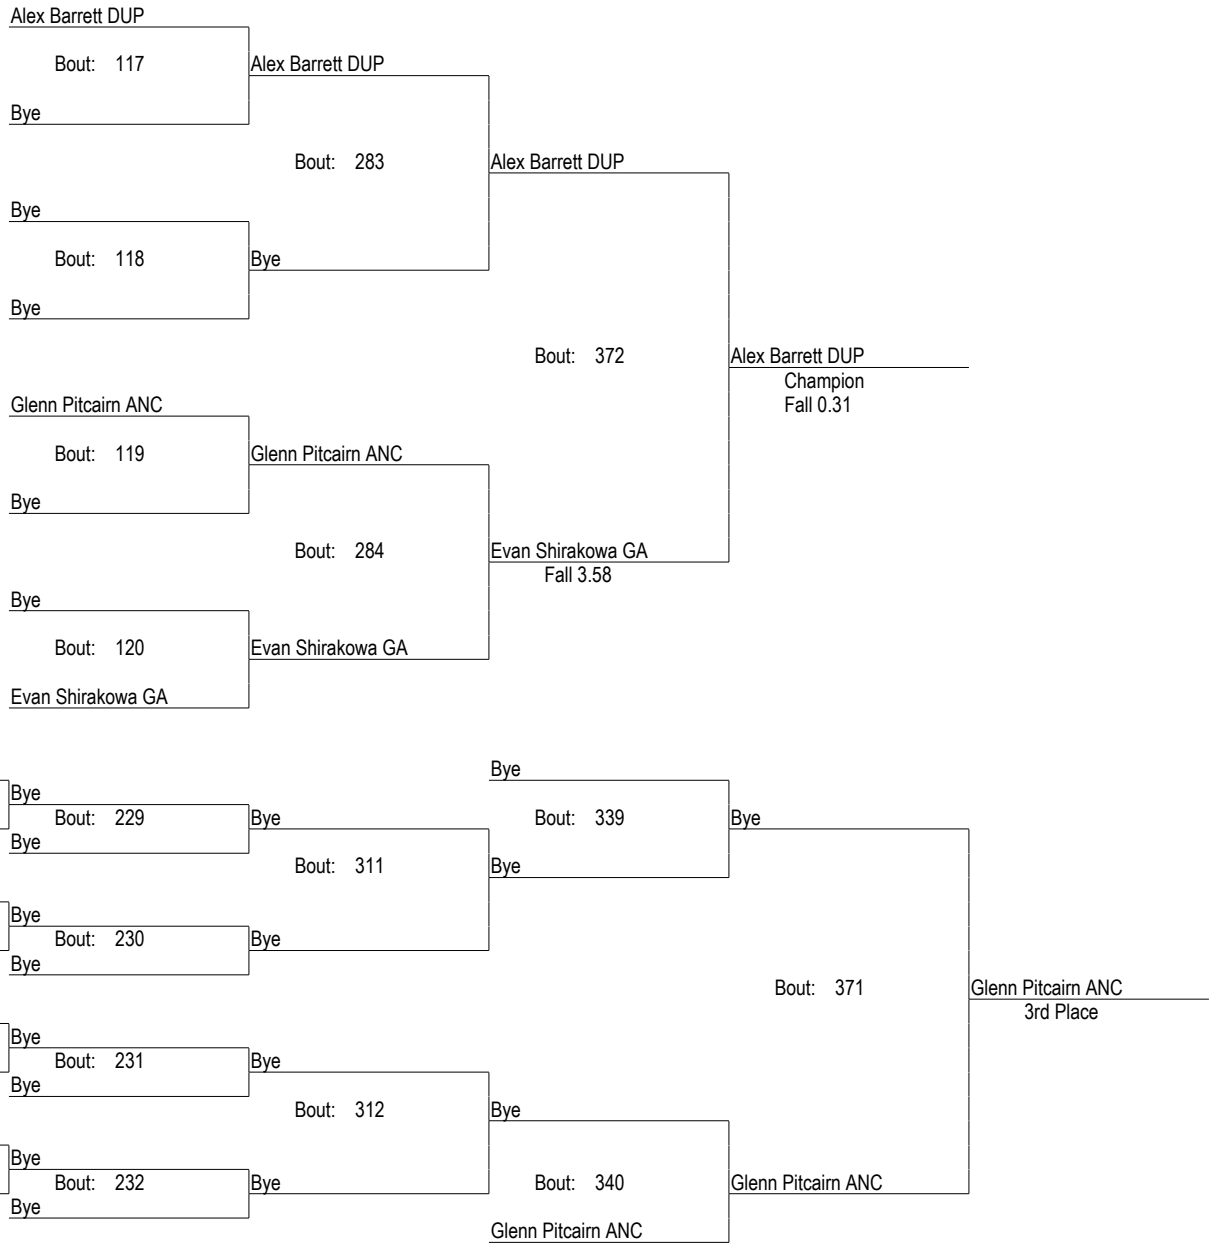 Alex Barrett DUP
Bout: 117
Alex Barrett DUP
Bye
Bout: 283
Alex Barrett DUP
Bye
Bout: 118
Bye
Bye
Bout: 372
Alex Barrett DUP
Champion
Fall 0.31
Glenn Pitcairn ANC
Bout: 119
Glenn Pitcairn ANC
Bye
Bout: 284
Evan Shirakowa GA
Fall 3.58
Bye
Bout: 120
Evan Shirakowa GA
Evan Shirakowa GA
Bye
Bye
Bout: 229
Bye
Bout: 339
Bye
Bye
Bout: 311
Bye
Bye
Bout: 230
Bye
Bye
Bout: 371
Glenn Pitcairn ANC
3rd Place
Bye
Bout: 231
Bye
Bye
Bout: 312
Bye
Bye
Bout: 232
Bye
Bout: 340
Glenn Pitcairn ANC
Bye
Glenn Pitcairn ANC